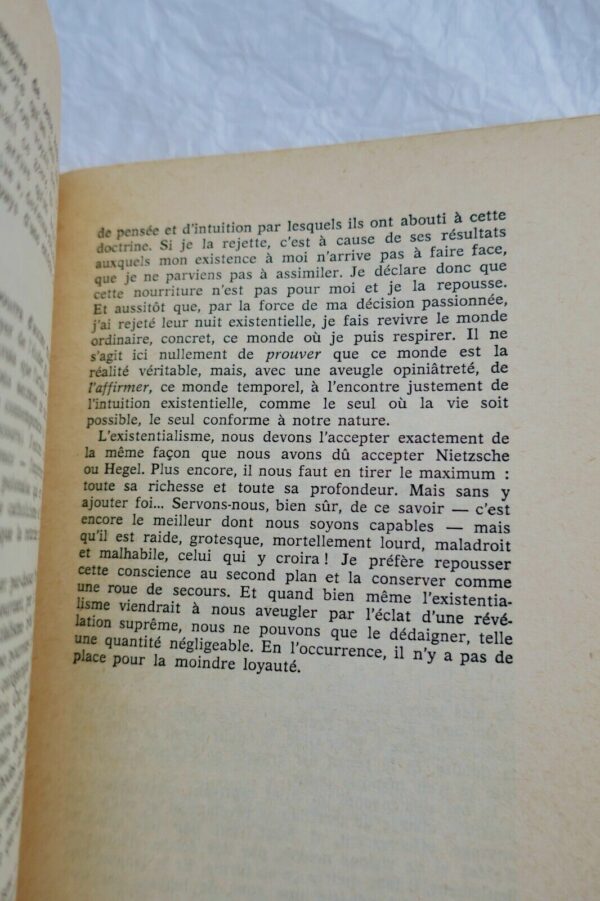 de pensée et d'intuition par lesquels ils ont abouti à cette
doctrine. Si je la rejette, c'est à cause de ses résultats
auxquels mon existence à moi n'arrive pas à faire face,
que je ne parviens pas à assimiler. Je déclare donc que
cette nourriture n'est pas pour moi et je la repousse.
Et aussitôt que, par la force de ma décision passionnée,
j'ai rejeté leur nuit existentielle, je fais revivre le monde
ordinaire, concret, ce monde où je puis respirer. Il ne
s'agit ici nullement de prouver que ce monde est la
réalité véritable, mais, avec une aveugle opiniâtreté, de
l'affirmer, ce monde temporel, à l'encontre justement de
l'intuition existentielle, comme le seul où la vie soit
possible, le seul conforme à notre nature.
L'existentialisme, nous devons l'accepter exactement de
la même façon que nous avons dû accepter Nietzsche
ou Hegel. Plus encore, il nous faut en tirer le maximum :
toute sa richesse et toute sa profondeur. Mais sans y
ajouter foi... Servons-nous, bien sûr, de ce savoir — c'est
encore le meilleur dont nous soyons capables — mais
qu'il est raide, grotesque, mortellement lourd, maladroit
et malhabile, celui qui y croira ! Je préfère repousser
cette conscience au second plan et la conserver comme
une roue de secours. Et quand bien même l'existentia-
lisme viendrait à nous aveugler par l'éclat d'une révé-
lation suprême, nous ne pouvons que le dédaigner, telle
une quantité négligeable. En l'occurrence, il n'y a pas de
place pour la moindre loyauté.